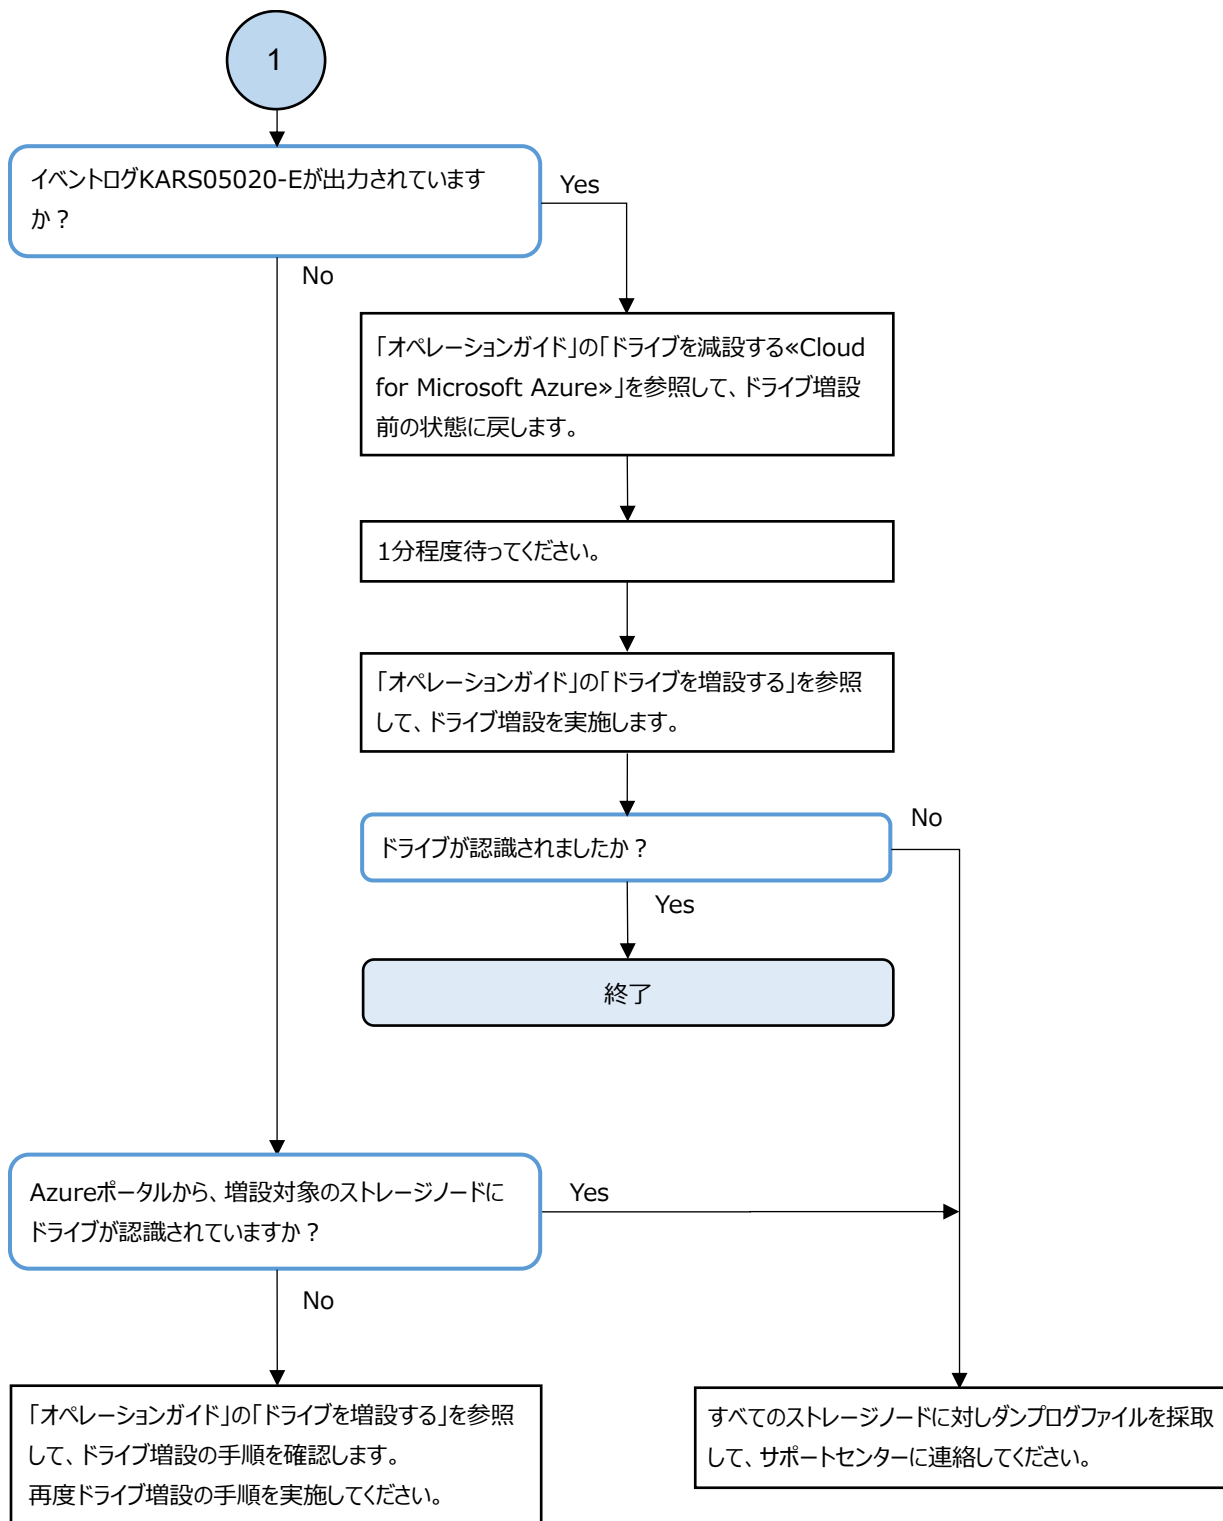 1
イベントログKARS05020-Eが出力されています
か？
Yes
No
「オペレーションガイド」の「ドライブを減設する«Cloud
for Microsoft Azure»」を参照して、ドライブ増設
前の状態に戻します。
1分程度待ってください。
「オペレーションガイド」の「ドライブを増設する」を参照
して、ドライブ増設を実施します。
ドライブが認識されましたか？
No
Yes
終了
Azureポータルから、増設対象のストレージノードに
ドライブが認識されていますか？
Yes
No
「オペレーションガイド」の「ドライブを増設する」を参照
して、ドライブ増設の手順を確認します。
再度ドライブ増設の手順を実施してください。
すべてのストレージノードに対しダンプログファイルを採取
して、サポートセンターに連絡してください。